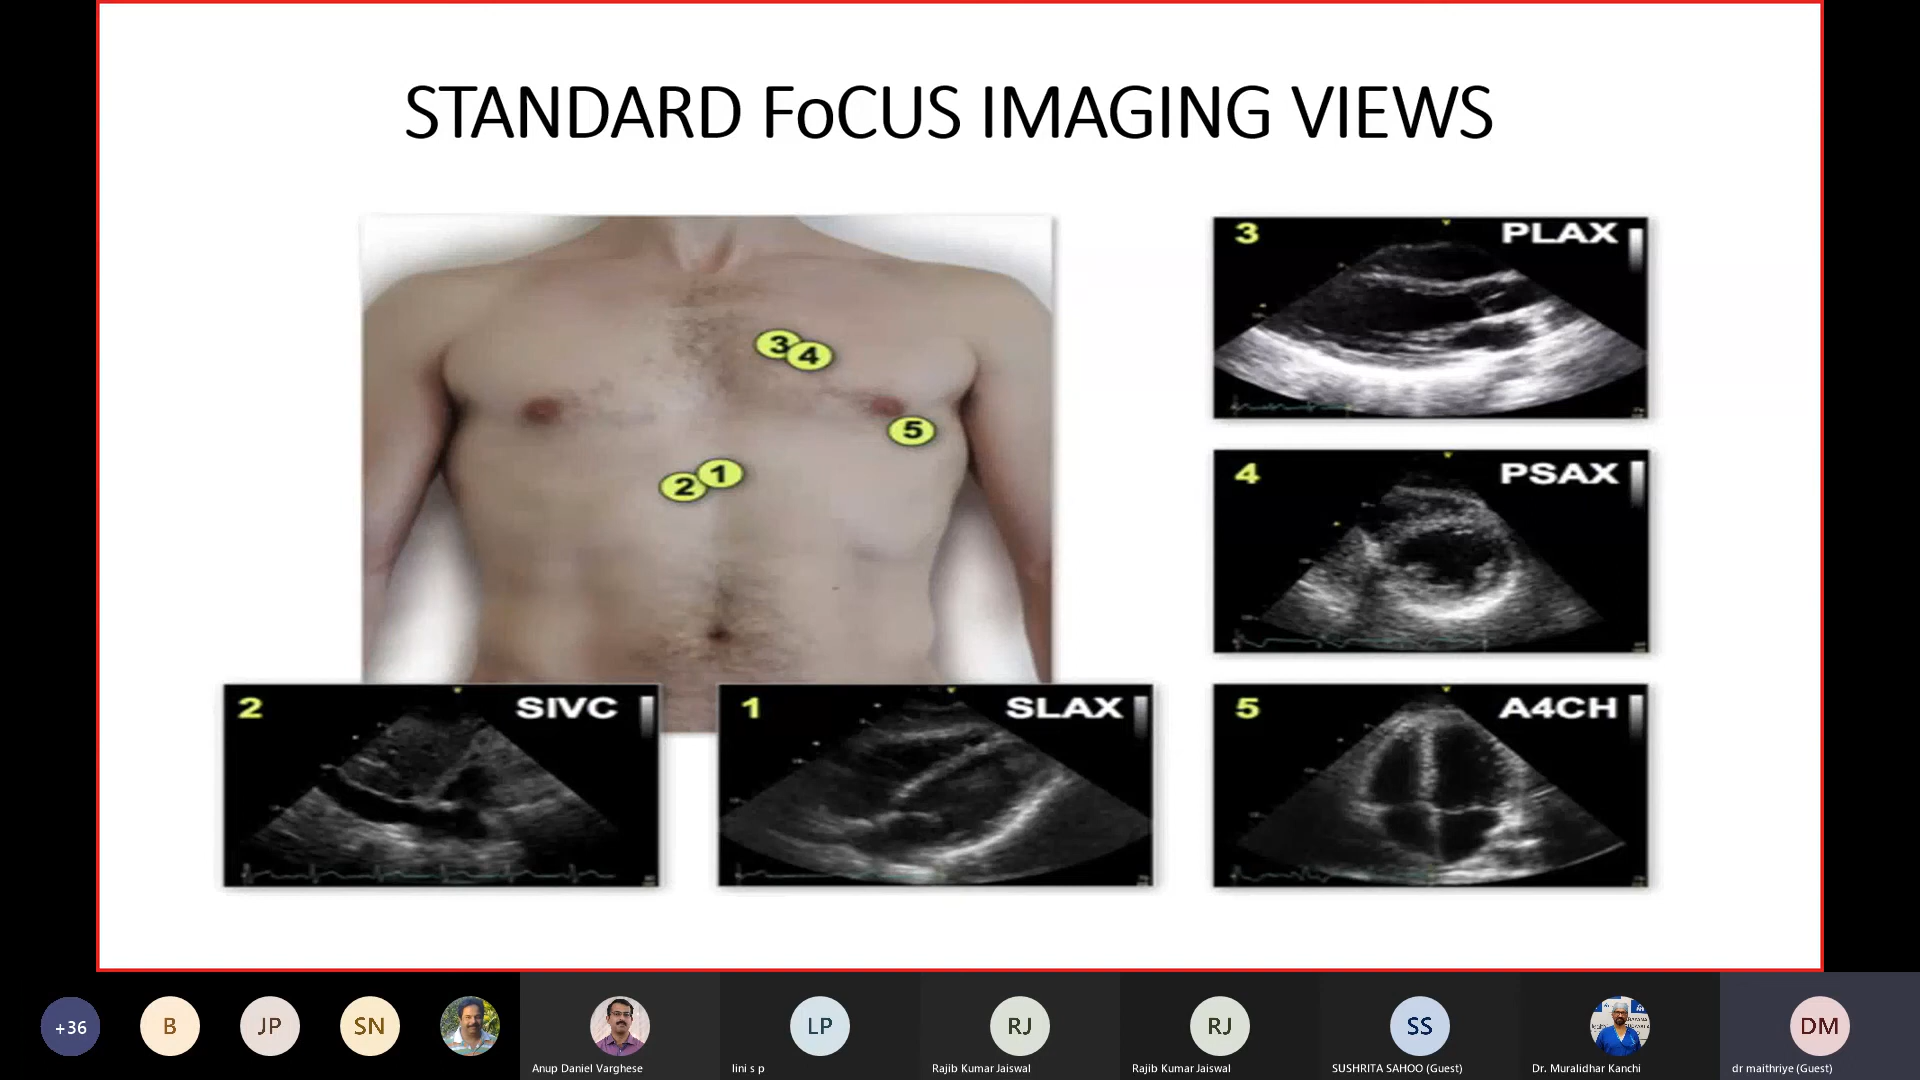 STANDARD FoCUS IMAGING VIEWS
3
4
5
1
2
3 PLAX
4 PSAX
2 SIVC
1 SLAX
5 A4CH
+36
B
JP
SN
LP
RJ
RJ
SS
DM
Anup Daniel Varghese
lini s p
Rajib Kumar Jaiswal
Rajib Kumar Jaiswal
SUSHRITA SAHOO (Guest)
Dr. Muralidhar Kanchi
dr maithriye (Guest)